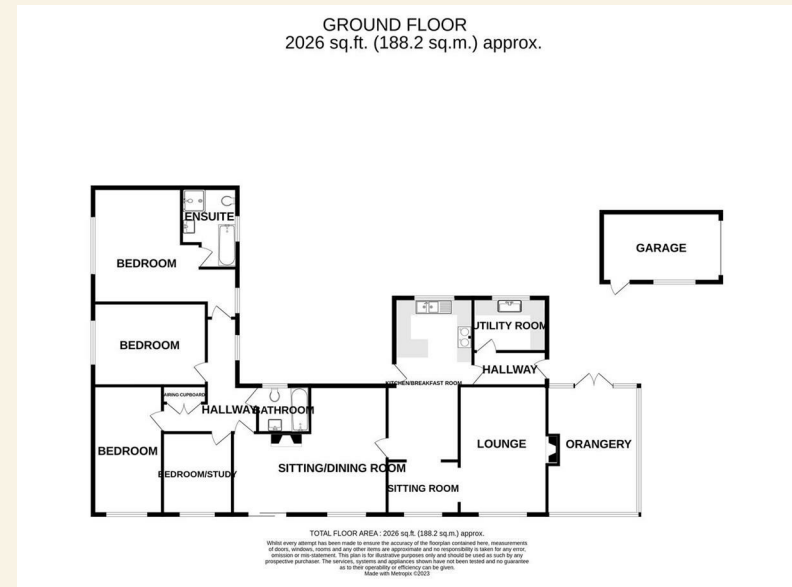 GROUND FLOOR
2026 sq.ft. (188.2 sq.m.) approx.
ENSUITE
BEDROOM
GARAGE
BEDROOM
UTILITY ROOM
HALLWAY
KITCHEN/BREAKFAST ROOM
AIRING CUPBOARD
HALLWAY
BATHROOM
BEDROOM
LOUNGE
ORANGERY
BEDROOM/STUDY
SITTING/DINING ROOM
SITTING ROOM
TOTAL FLOOR AREA : 2026 sq.ft. (188.2 sq.m.) approx.
Whilst every attempt has been made to ensure the accuracy of the floorplan contained here, measurements
of doors, windows, rooms and any other items are approximate and no responsibility is taken for any error,
omission or mis-statement. This plan is for illustrative purposes only and should be used as such by any
prospective purchaser. The services, systems and appliances shown have not been tested and no guarantee
as to their operability or efficiency can be given.
Made with Metropix ©2023